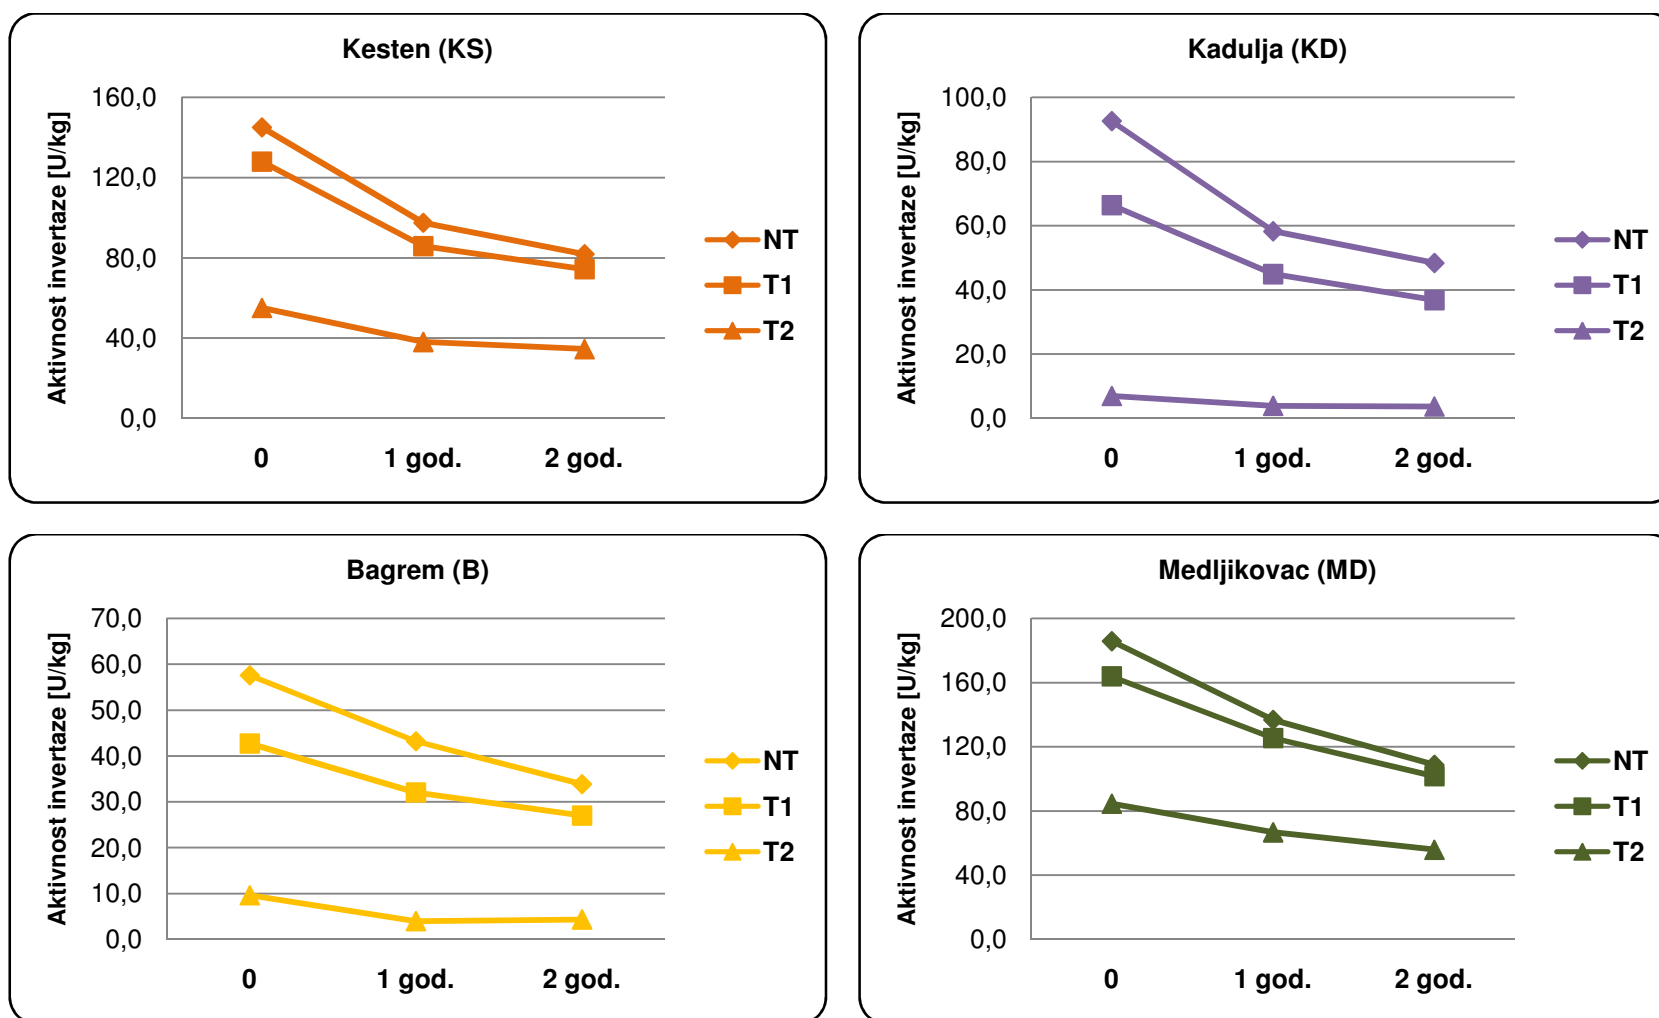 Kesten (KS)
Aktivnost invertaze [U/kg]
160,0
120,0
80,0
40,0
0,0
0 1 god. 2 god.
NT
T1
T2
Kadulja (KD)
Aktivnost invertaze [U/kg]
100,0
80,0
60,0
40,0
20,0
0,0
0 1 god. 2 god.
NT
T1
T2
Bagrem (B)
Aktivnost invertaze [U/kg]
70,0
60,0
50,0
40,0
30,0
20,0
10,0
0,0
0 1 god. 2 god.
NT
T1
T2
Medljikovac (MD)
Aktivnost invertaze [U/kg]
200,0
160,0
120,0
80,0
40,0
0,0
0 1 god. 2 god.
NT
T1
T2